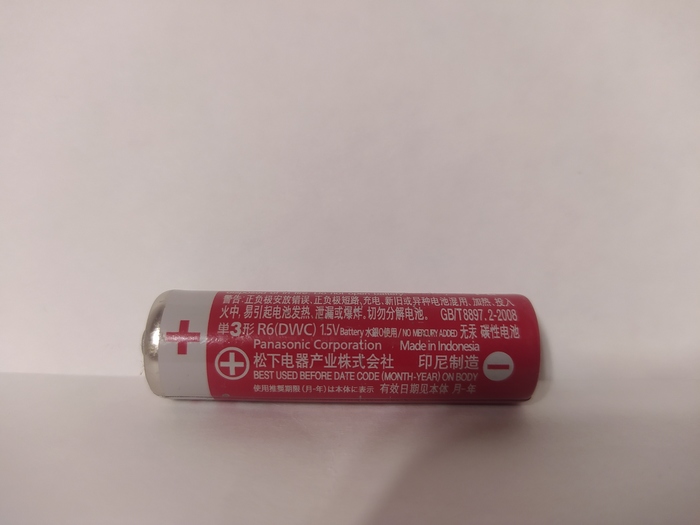 +
警告:正负极安放错误、正负极短路、充电、新旧或异种电池混用、加热、投入
火中,易引起电池发热、泄漏或爆炸。切勿分解电池。 GB/T8897.2-2008
単3形 R6(DWC) 1.5V Battery 水銀0使用/NO MERCURY ADDED 无汞 碳性电池
Panasonic Corporation Made in Indonesia
松下电器产业株式会社 印尼制造
BEST USED BEFORE DATE CODE (MONTH-YEAR) ON BODY
使用推奨期限(月-年)は本体に表示 有效日期见本体 月-年